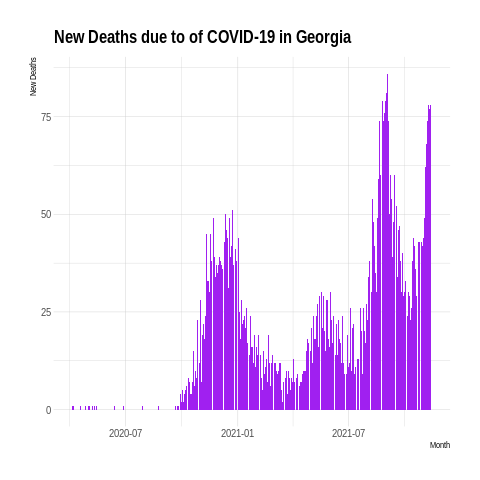 New Deaths due to of COVID-19 in Georgia
New Deaths
75
50
25
0
2020-07
2021-01
2021-07
Month